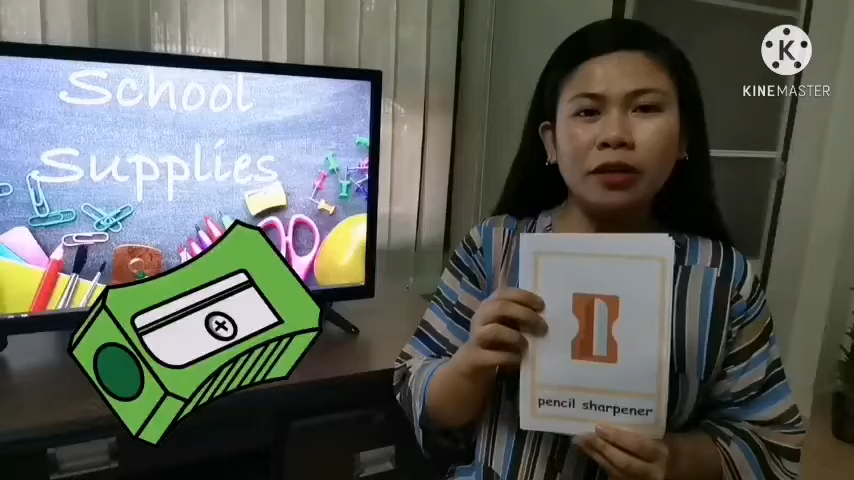 School
Supplies
K
KINEMASTER
pencil sharpener